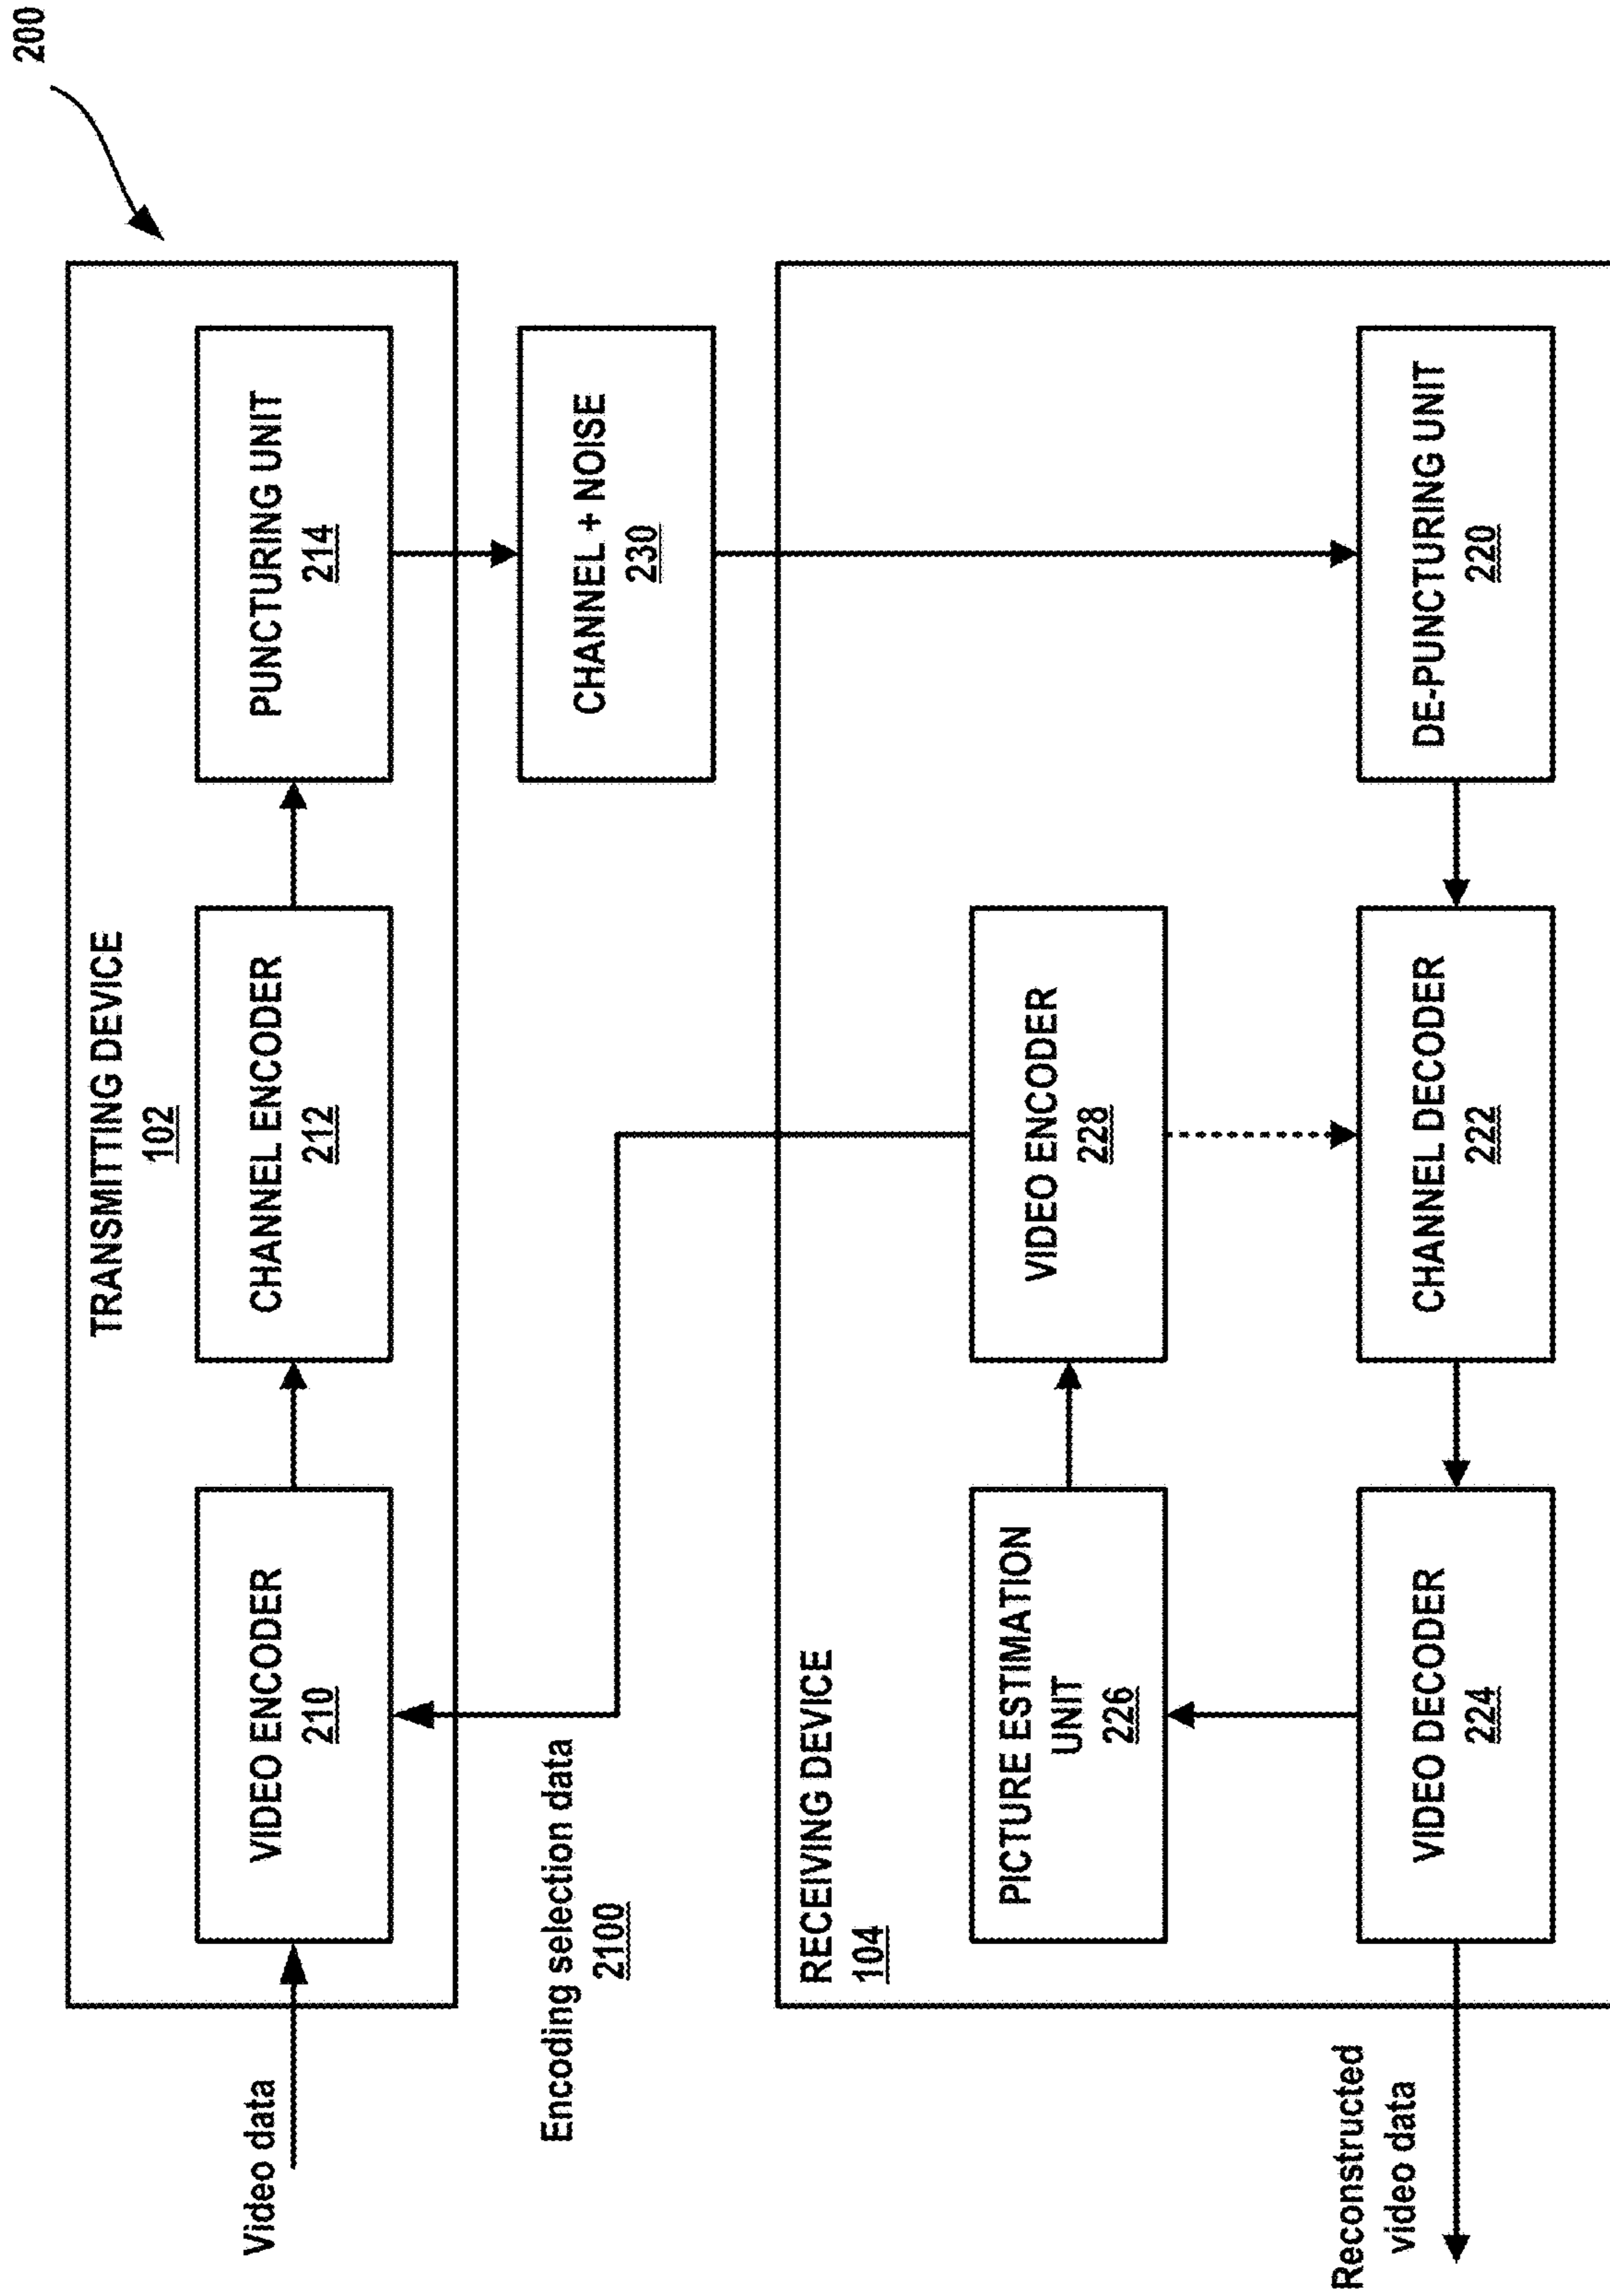 200
TRANSMITTING DEVICE
102
Video data
VIDEO ENCODER
210
CHANNEL ENCODER
212
PUNCTURING UNIT
214
Encoding selection data
2100
CHANNEL + NOISE
230
RECEIVING DEVICE
104
PICTURE ESTIMATION
UNIT
226
VIDEO ENCODER
228
Reconstructed
video data
VIDEO DECODER
224
CHANNEL DECODER
222
DE-PUNCTURING UNIT
220